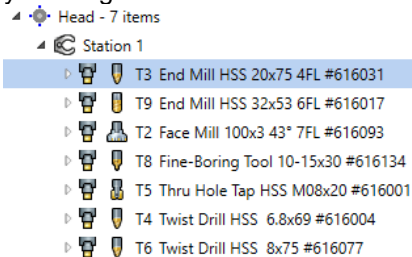 Head - 7 items
Station 1
T3 End Mill HSS 20x75 4FL #616031
T9 End Mill HSS 32x53 6FL #616017
T2 Face Mill 100x3 43° 7FL #616093
T8 Fine-Boring Tool 10-15x30 #616134
T5 Thru Hole Tap HSS M08x20 #616001
T4 Twist Drill HSS 6.8x69 #616004
T6 Twist Drill HSS 8x75 #616077